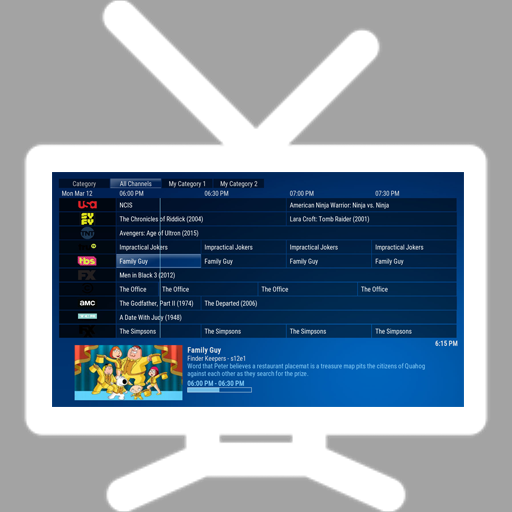 Category All Channels My Category 1 My Category 2
Mon Mar 12 06:00 PM 06:30 PM 07:00 PM 07:30 PM
USA NCIS American Ninja Warrior: Ninja vs. Ninja
SYFY The Chronicles of Riddick (2004) Lara Croft: Tomb Raider (2001)
TNT Avengers: Age of Ultron (2015)
Impractical Jokers Impractical Jokers Impractical Jokers Impractical Jokers
tbs Family Guy Family Guy Family Guy Family Guy
FX Men in Black 3 (2012)
The Office The Office The Office The Office
aMC The Godfather, Part II (1974) The Departed (2006)
A Date With Judy (1948)
The Simpsons The Simpsons The Simpsons The Simpsons
6:15 PM
Family Guy
Finder Keepers - s12e1
Word that Peter believes a restaurant placemat is a treasure map pits the citizens of Quahog
against each other as they search for the prize.
06:00 PM - 06:30 PM